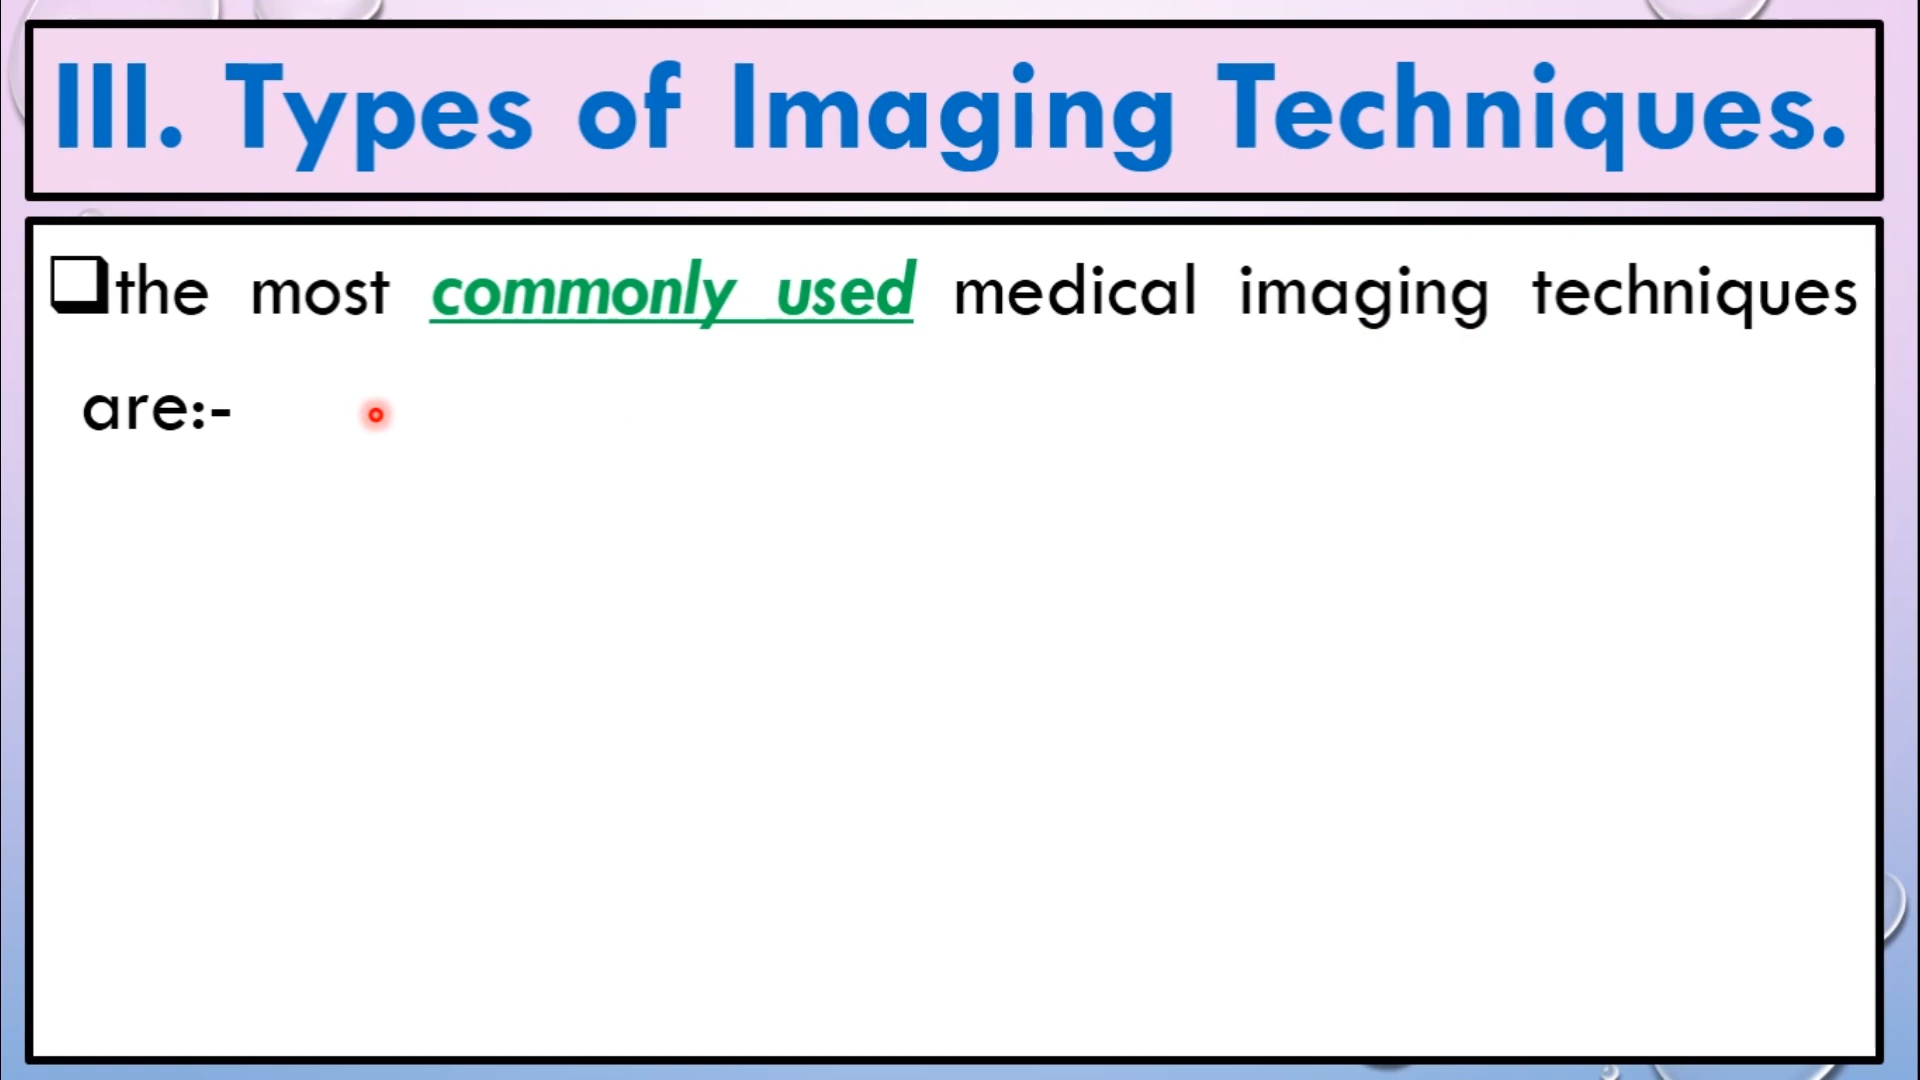 III. Types of Imaging Techniques.
the most commonly used medical imaging techniques
are:-